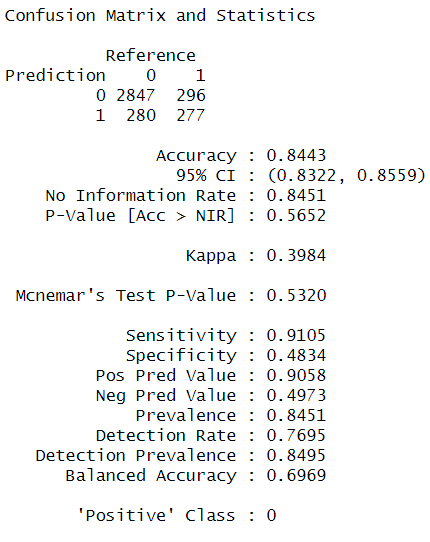 Confusion Matrix and Statistics
Reference
Prediction 0 1
0 2847 296
1 280 277
Accuracy : 0.8443
95% CI : (0.8322, 0.8559)
No Information Rate : 0.8451
P-Value [Acc > NIR] : 0.5652
Kappa : 0.3984
Mcnemar's Test P-Value : 0.5320
Sensitivity : 0.9105
Specificity : 0.4834
Pos Pred Value : 0.9058
Neg Pred Value : 0.4973
Prevalence : 0.8451
Detection Rate : 0.7695
Detection Prevalence : 0.8495
Balanced Accuracy : 0.6969
'Positive' Class : 0